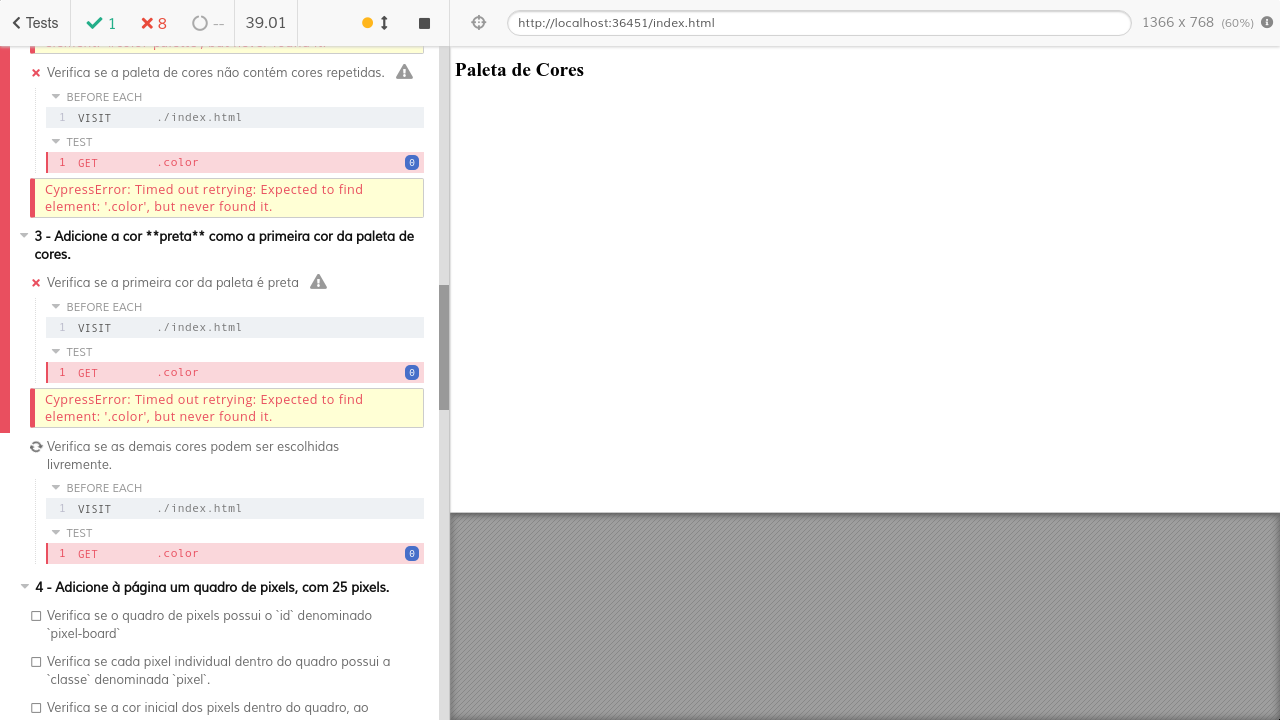 Tests
1
8
--
39.01
http://localhost:36451/index.html
1366 x 768 (60%)
Verifica se a paleta de cores não contém cores repetidas.
BEFORE EACH
1 VISIT ./index.html
TEST
1 GET .color 0
CypressError: Timed out retrying: Expected to find
element: '.color', but never found it.
3 - Adicione a cor **preta** como a primeira cor da paleta de
cores.
Verifica se a primeira cor da paleta é preta
BEFORE EACH
1 VISIT ./index.html
TEST
1 GET .color 0
CypressError: Timed out retrying: Expected to find
element: '.color', but never found it.
Verifica se as demais cores podem ser escolhidas
livremente.
BEFORE EACH
1 VISIT ./index.html
TEST
1 GET .color 0
4 - Adicione à página um quadro de pixels, com 25 pixels.
Verifica se o quadro de pixels possui o `id` denominado
`pixel-board`
Verifica se cada pixel individual dentro do quadro possui a
`classe` denominada `pixel`.
Verifica se a cor inicial dos pixels dentro do quadro, ao
Paleta de Cores